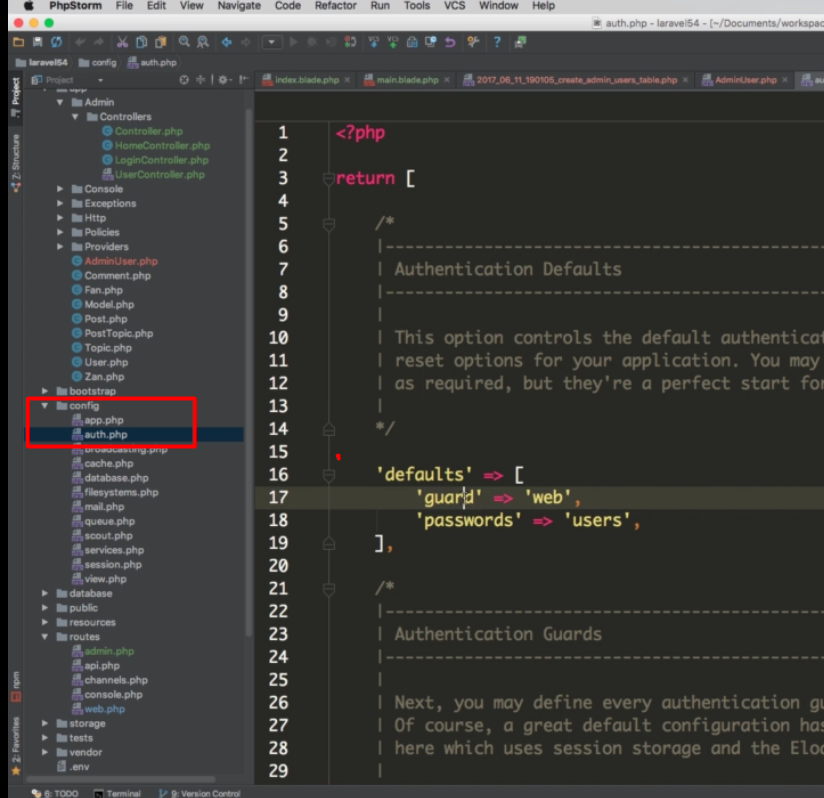 PhpStorm File Edit View Navigate Code Refactor Run Tools VCS Window Help
auth.php - laravel54 - [~/Documents/workspac
laravel54 config auth.php
Project
index.blade.php
main.blade.php
2017_06_11_190105_create_admin_users_table.php
AdminUser.php
au
1: Project
7: Structure
npm
2: Favorites
Admin
Controllers
Controller.php
HomeController.php
LoginController.php
UserController.php
Console
Exceptions
Http
Policies
Providers
AdminUser.php
Comment.php
Fan.php
Model.php
Post.php
PostTopic.php
Topic.php
User.php
Zan.php
bootstrap
config
app.php
auth.php
broadcasting.php
cache.php
database.php
filesystems.php
mail.php
queue.php
scout.php
services.php
session.php
view.php
database
public
resources
routes
admin.php
api.php
channels.php
console.php
web.php
storage
tests
vendor
.env
1 <?php
2
3 return [
4
5 /*
6 |--------------------------------------------
7 | Authentication Defaults
8 |--------------------------------------------
9 |
10 | This option controls the default authenticat
11 | reset options for your application. You may
12 | as required, but they're a perfect start for
13 |
14 */
15
16 'defaults' => [
17 'guard' => 'web',
18 'passwords' => 'users',
19 ],
20
21 /*
22 |--------------------------------------------
23 | Authentication Guards
24 |--------------------------------------------
25 |
26 | Next, you may define every authentication gu
27 | Of course, a great default configuration has
28 | here which uses session storage and the Eloq
29 |
6: TODO Terminal 9: Version Control